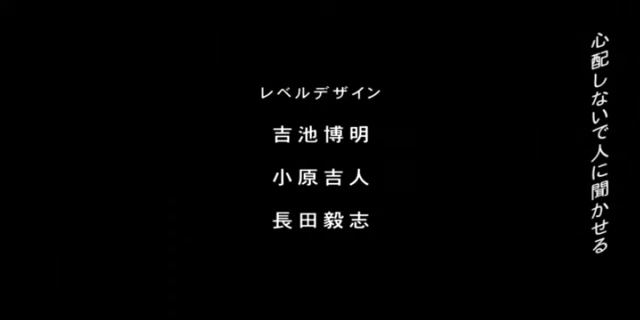 レベルデザイン
吉池博明
小原吉人
長田毅志
心配しないで人に聞かせる